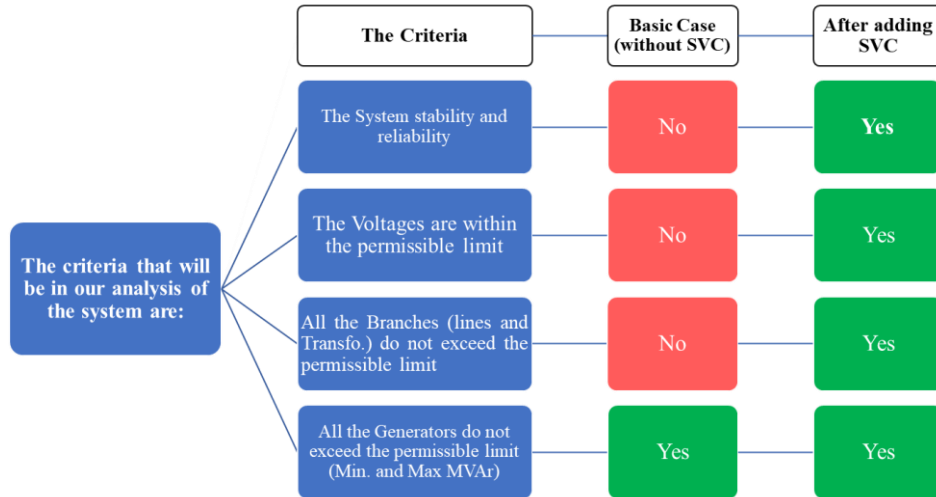 The Criteria
Basic Case
(without SVC)
After adding
SVC
The System stability and
reliability
No
Yes
The Voltages are within
the permissible limit
No
Yes
The criteria that will
be in our analysis of
the system are:
All the Branches (lines and
Transfo.) do not exceed the
permissible limit
No
Yes
All the Generators do not
exceed the permissible limit
(Min. and Max MVAr)
Yes
Yes